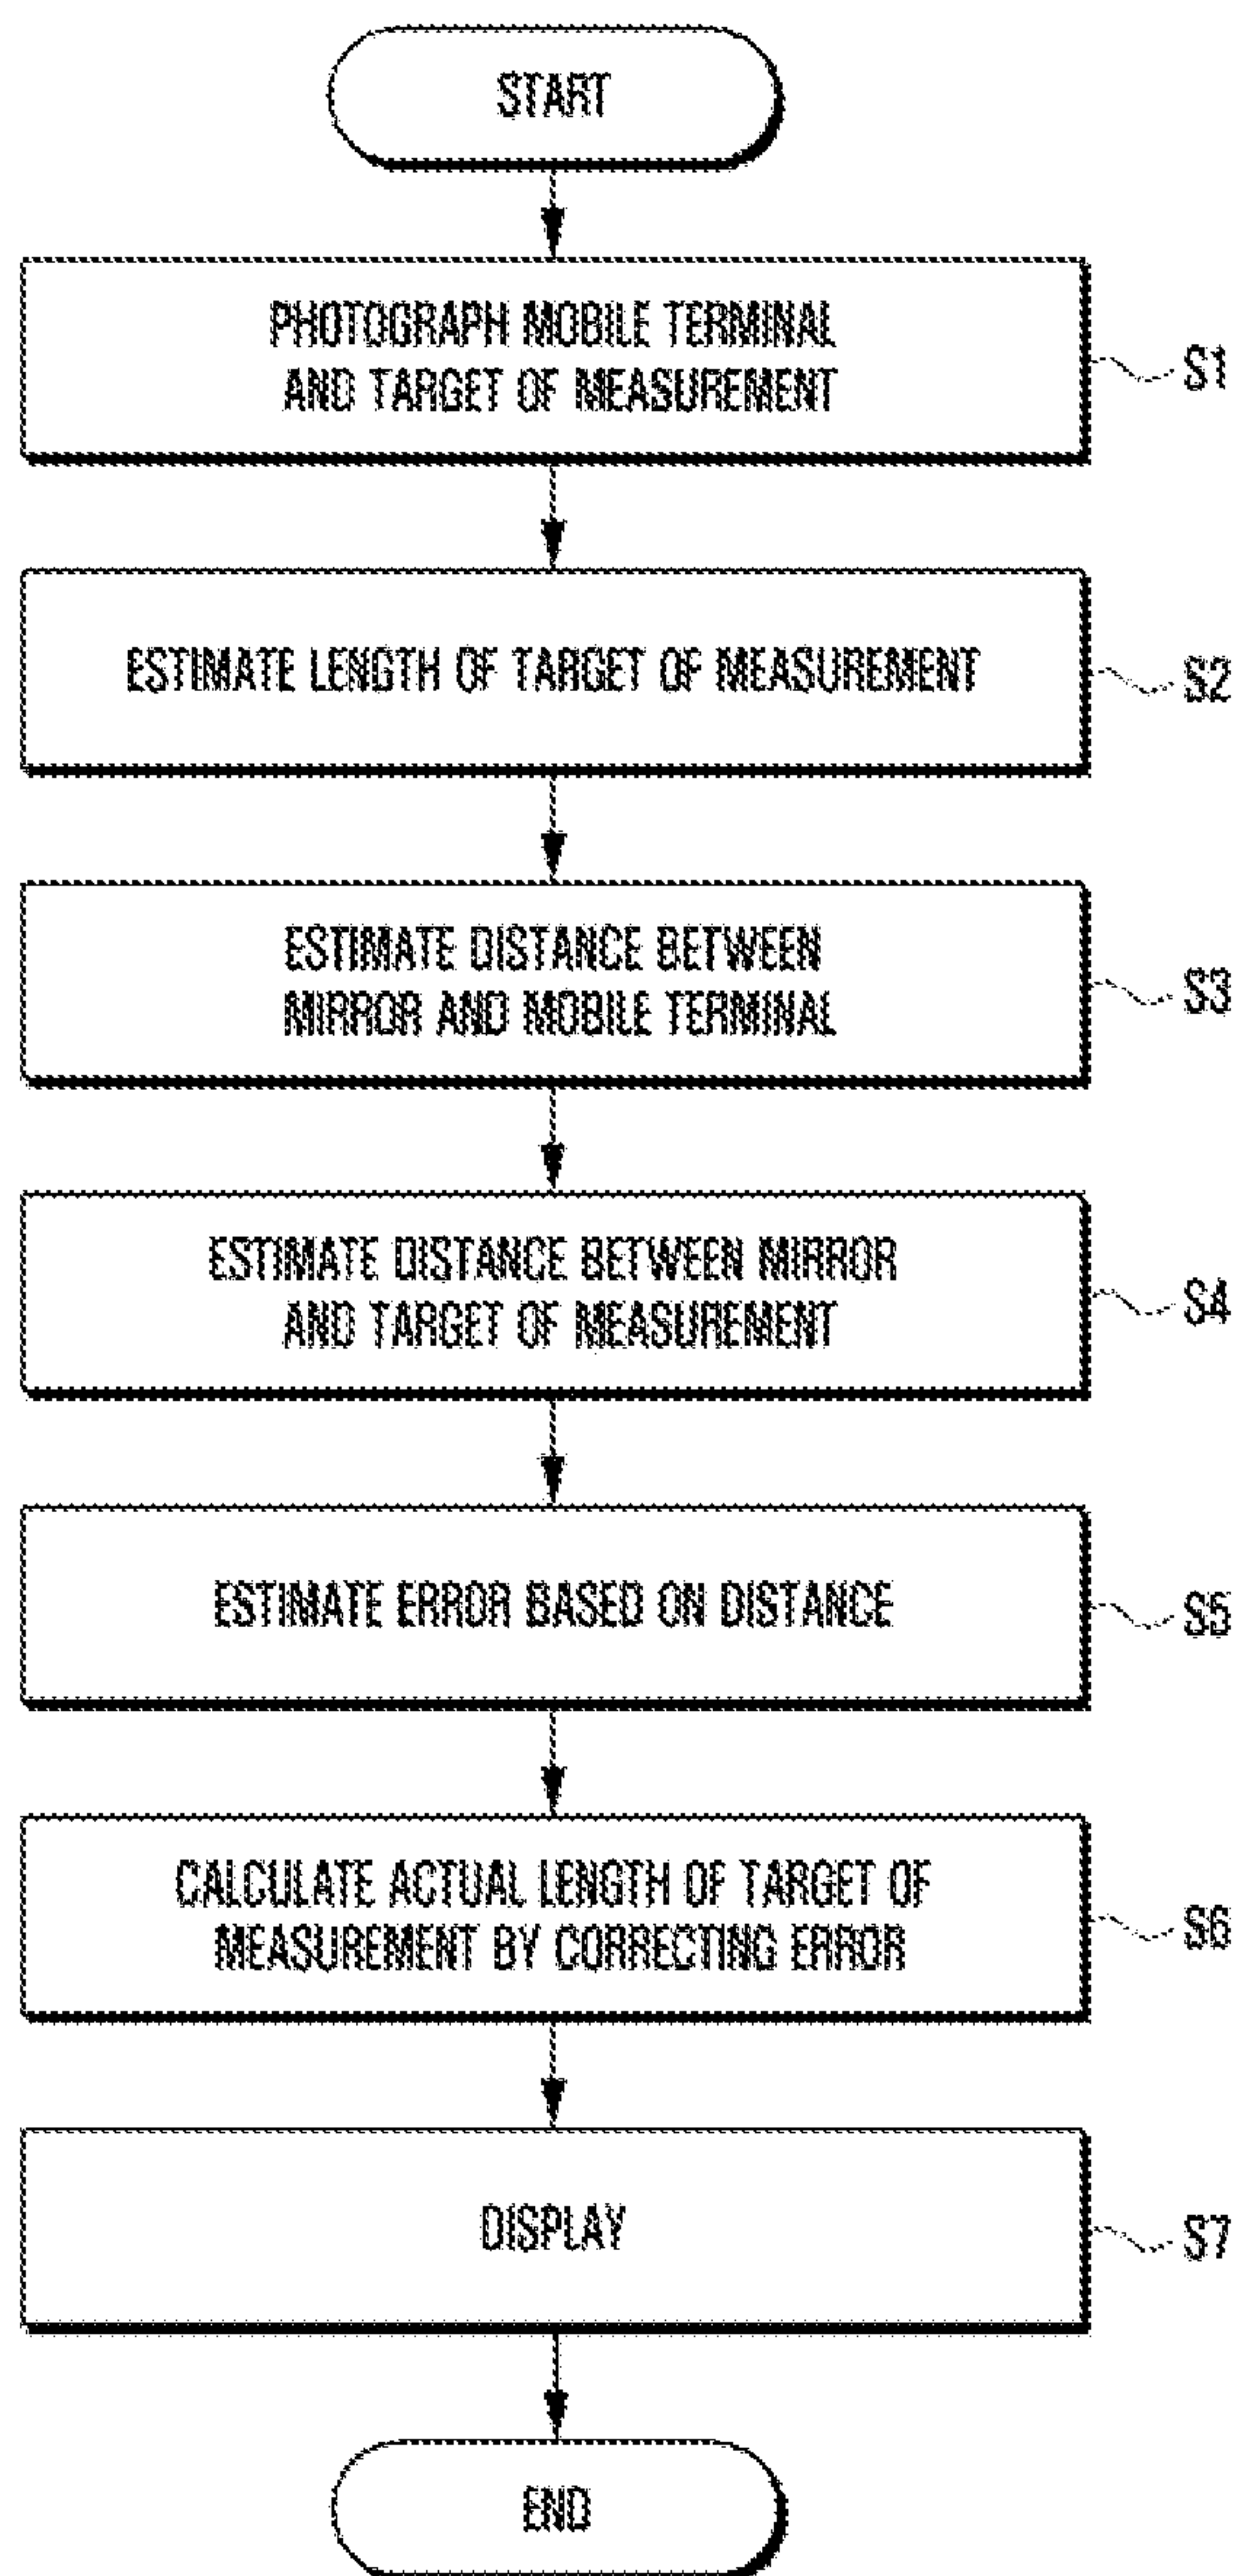 START
PHOTOGRAPH MOBILE TERMINAL
AND TARGET OF MEASUREMENT
S1
ESTIMATE LENGTH OF TARGET OF MEASUREMENT
S2
ESTIMATE DISTANCE BETWEEN
MIRROR AND MOBILE TERMINAL
S3
ESTIMATE DISTANCE BETWEEN MIRROR
AND TARGET OF MEASUREMENT
S4
ESTIMATE ERROR BASED ON DISTANCE
S5
CALCULATE ACTUAL LENGTH OF TARGET OF
MEASUREMENT BY CORRECTING ERROR
S6
DISPLAY
S7
END